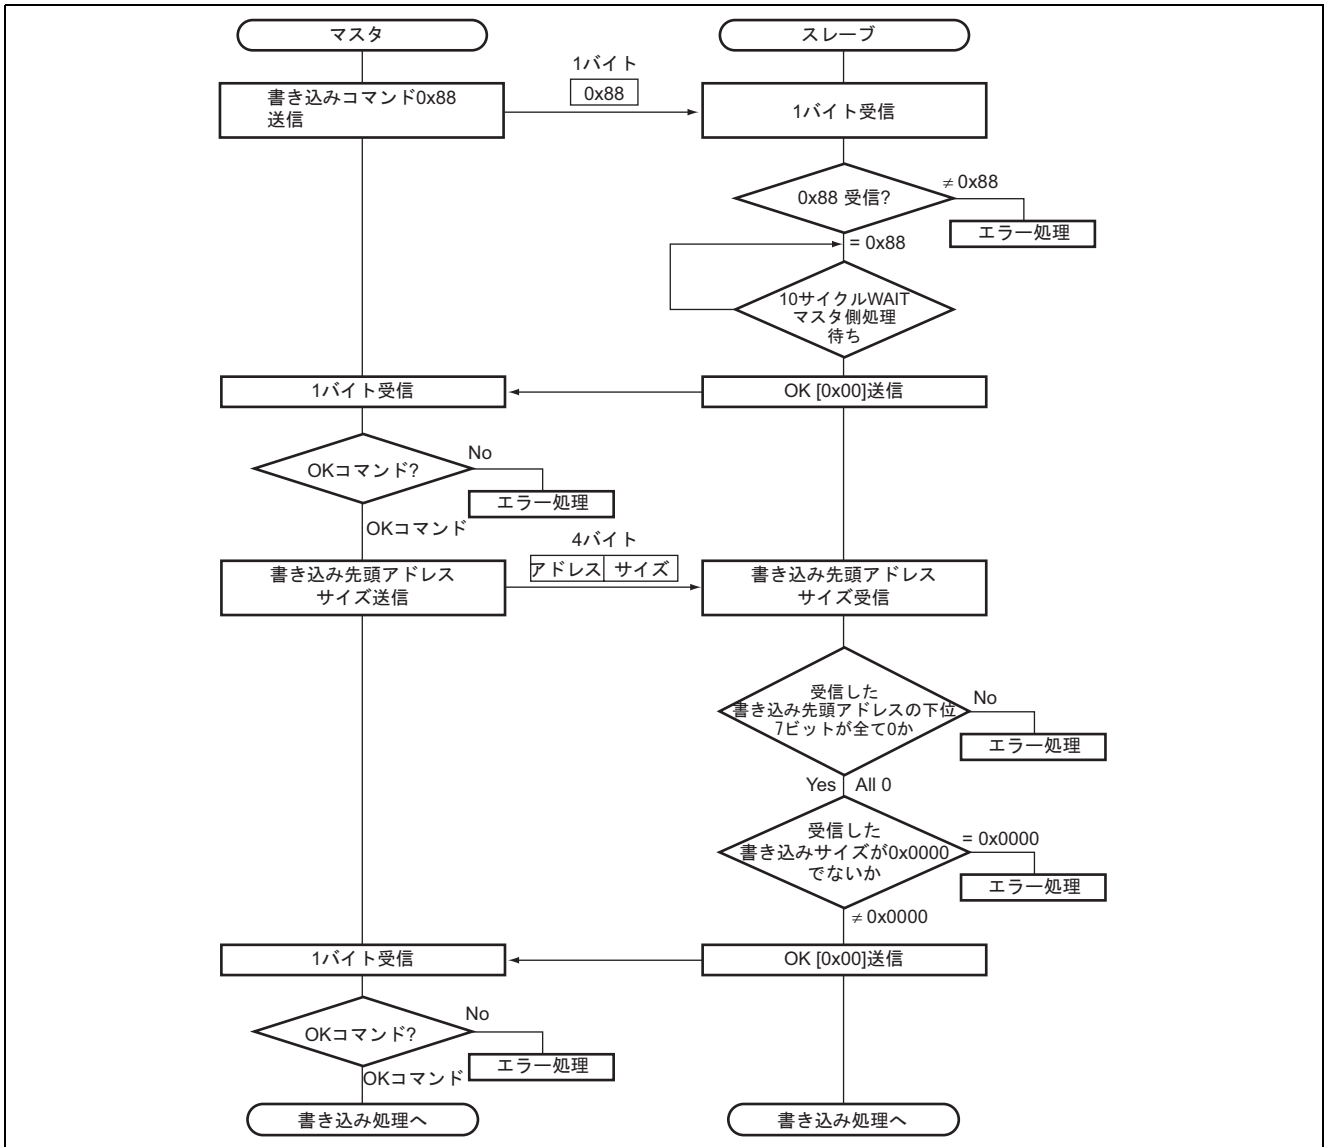 マスタ
スレーブ
1バイト
0x88
書き込みコマンド0x88
送信
1バイト受信
0x88 受信?
≠ 0x88
エラー処理
= 0x88
10サイクルWAIT
マスタ側処理
待ち
1バイト受信
OK [0x00]送信
OKコマンド?
No
エラー処理
OKコマンド
4バイト
アドレス サイズ
書き込み先頭アドレス
サイズ送信
書き込み先頭アドレス
サイズ受信
受信した
書き込み先頭アドレスの下位
7ビットが全て0か
No
エラー処理
Yes All 0
受信した
書き込みサイズが0x0000
でないか
= 0x0000
エラー処理
≠ 0x0000
1バイト受信
OK [0x00]送信
OKコマンド?
No
エラー処理
OKコマンド
書き込み処理へ
書き込み処理へ